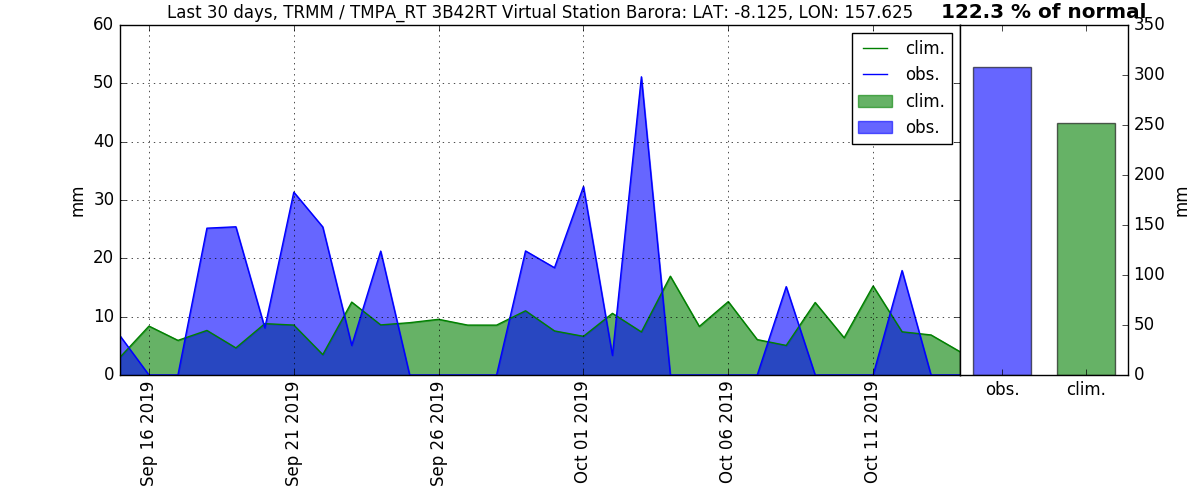 Last 30 days, TRMM / TMPA_RT 3B42RT Virtual Station Barora: LAT: -8.125, LON: 157.625
122.3 % of normal
60
50
40
30
20
10
0
mm
clim.
obs.
clim.
obs.
Sep 16 2019
Sep 21 2019
Sep 26 2019
Oct 01 2019
Oct 06 2019
Oct 11 2019
350
300
250
200
150
100
50
0
mm
obs.
clim.